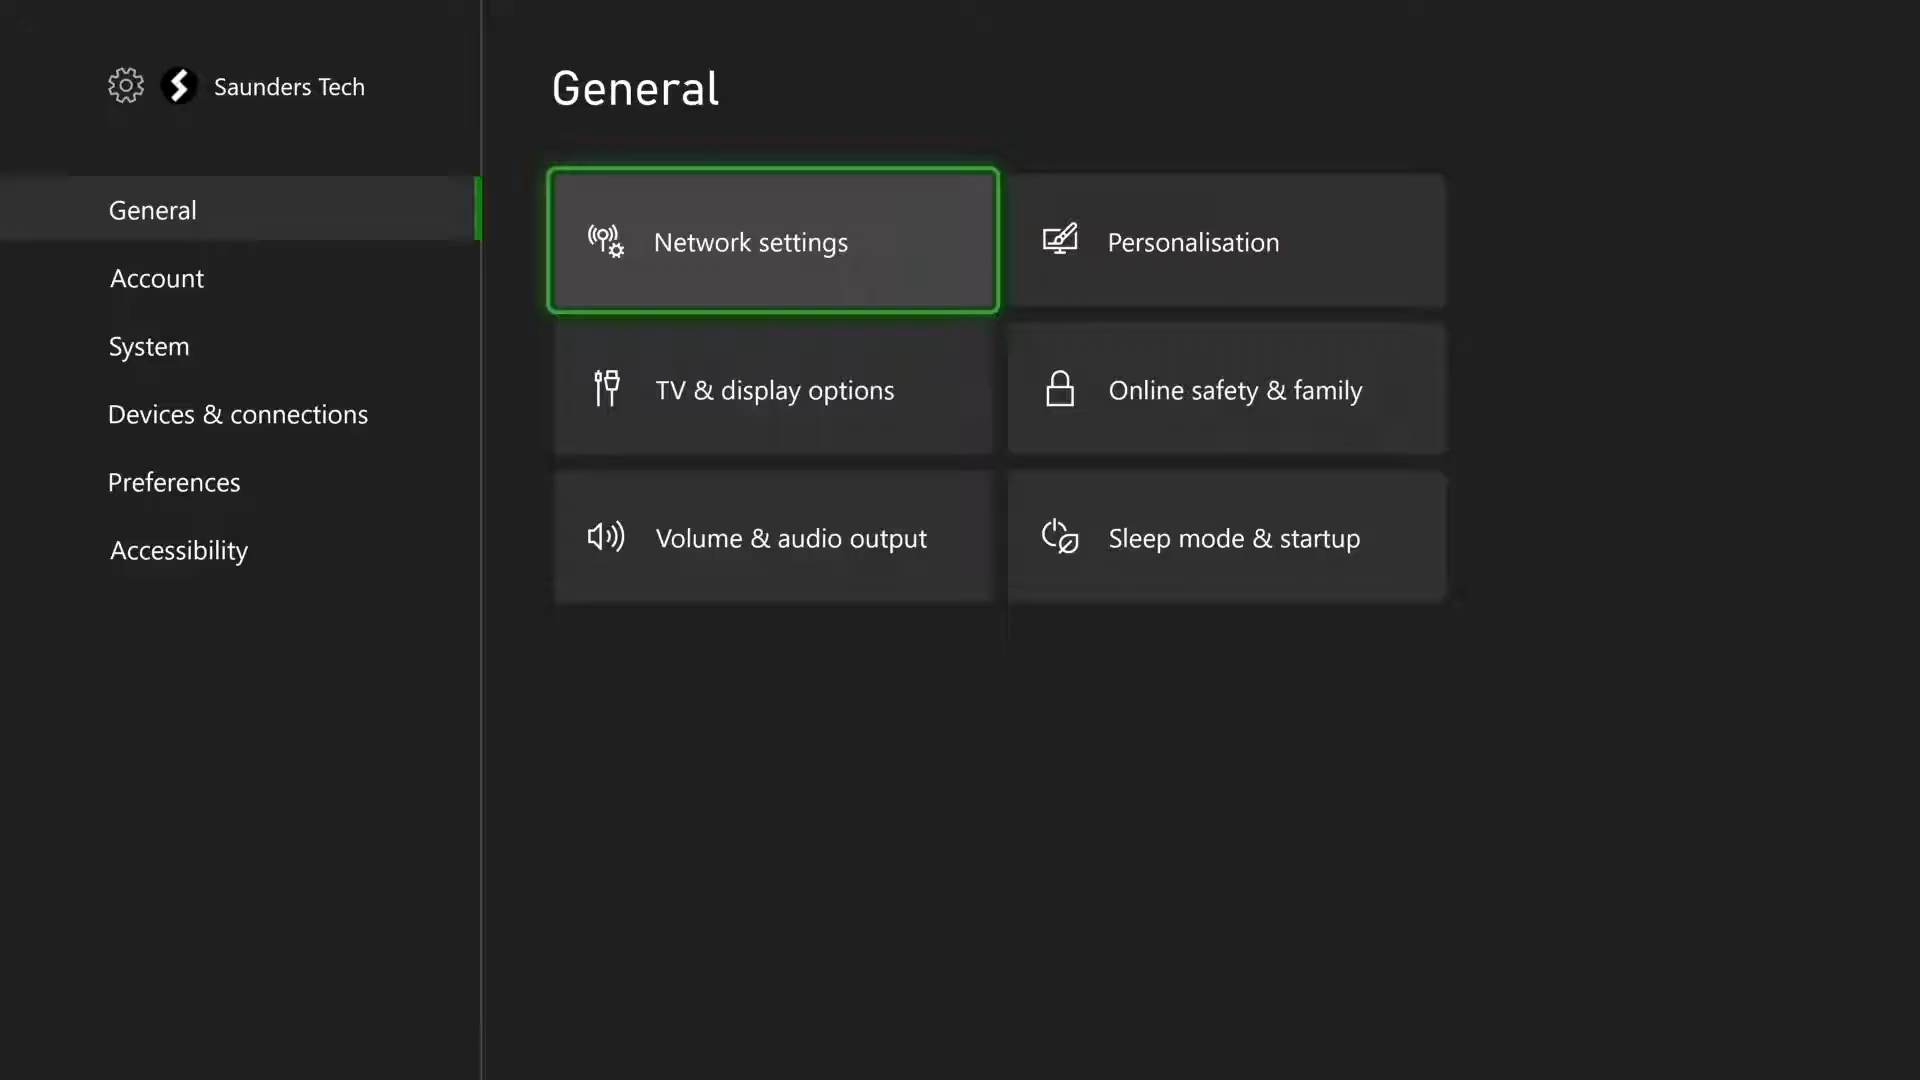 Saunders Tech
General
Account
System
Devices & connections
Preferences
Accessibility
General
Network settings
Personalisation
TV & display options
Online safety & family
Volume & audio output
Sleep mode & startup